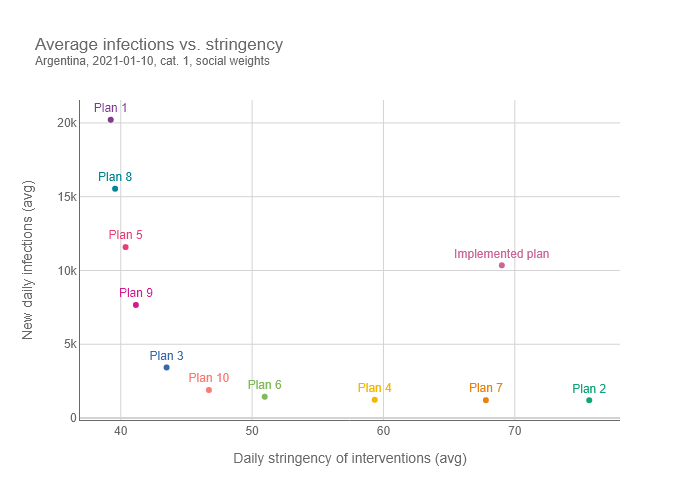 Average infections vs. stringency
Argentina, 2021-01-10, cat. 1, social weights
Plan 1
20k
Plan 8
15k
Plan 5
Implemented plan
10k
Plan 9
New daily infections (avg)
5k
Plan 3
Plan 10
Plan 6
Plan 4
Plan 7
Plan 2
0
40
50
60
70
Daily stringency of interventions (avg)